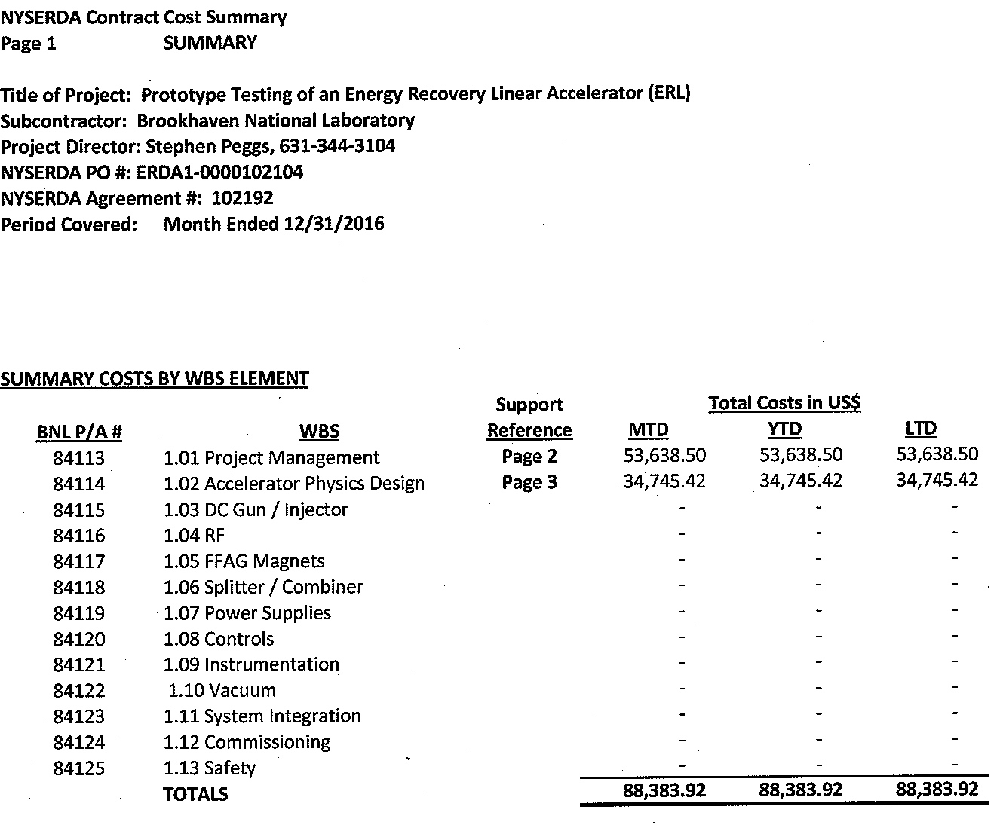 NYSERDA Contract Cost Summary
Page 1 SUMMARY
Title of Project: Prototype Testing of an Energy Recovery Linear Accelerator (ERL)
Subcontractor: Brookhaven National Laboratory
Project Director: Stephen Peggs, 631-344-3104
NYSERDA PO #: ERDA1-0000102104
NYSERDA Agreement #: 102192
Period Covered: Month Ended 12/31/2016
SUMMARY COSTS BY WBS ELEMENT
Support Total Costs in US$
BNL P/A # WBS Reference MTD YTD LTD
84113 1.01 Project Management Page 2 53,638.50 53,638.50 53,638.50
84114 1.02 Accelerator Physics Design Page 3 34,745.42 34,745.42 34,745.42
84115 1.03 DC Gun / Injector - - -
84116 1.04 RF - - -
84117 1.05 FFAG Magnets - - -
84118 1.06 Splitter / Combiner - - -
84119 1.07 Power Supplies - - -
84120 1.08 Controls - - -
84121 1.09 Instrumentation - - -
84122 1.10 Vacuum - - -
84123 1.11 System Integration - - -
84124 1.12 Commissioning - - -
84125 1.13 Safety - - -
TOTALS 88,383.92 88,383.92 88,383.92